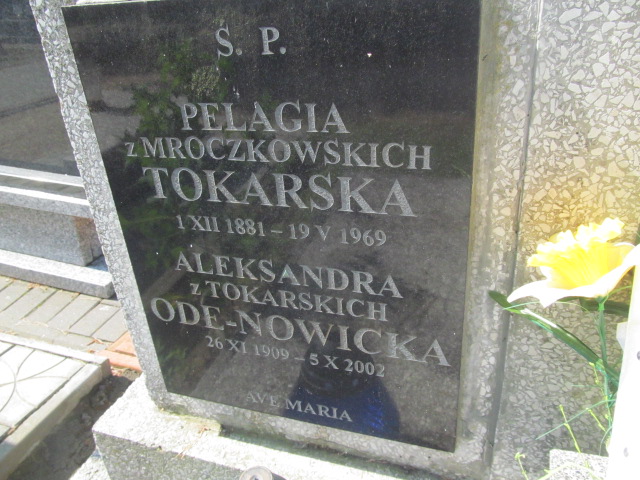 S. P.
PELAGIA
z MROCZKOWSKICH
TOKARSKA
1 XII 1881 – 19 V 1969
ALEKSANDRA
z TOKARSKICH
ODE-NOWICKA
26 XI 1909 – 5 X 2002
AVE MARIA